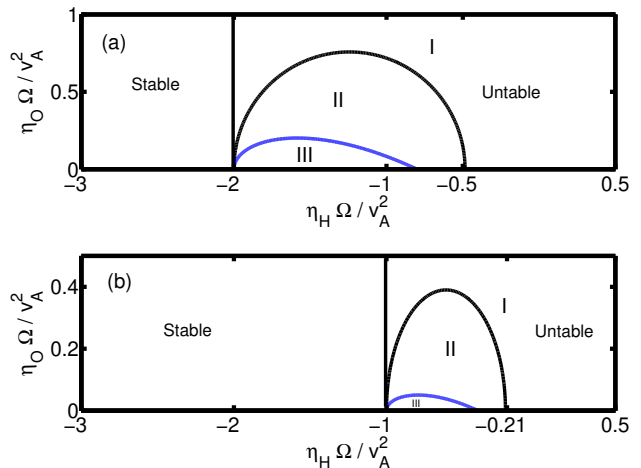 1
(a)
I
Stable
II
Untable
0.5
η_O Ω / v_A^2
III
0
−3
−2
−1
−0.5
0.5
η_H Ω / v_A^2
(b)
0.4
I
Stable
II
Untable
0.2
η_O Ω / v_A^2
III
0
−3
−2
−1
−0.21
0.5
η_H Ω / v_A^2